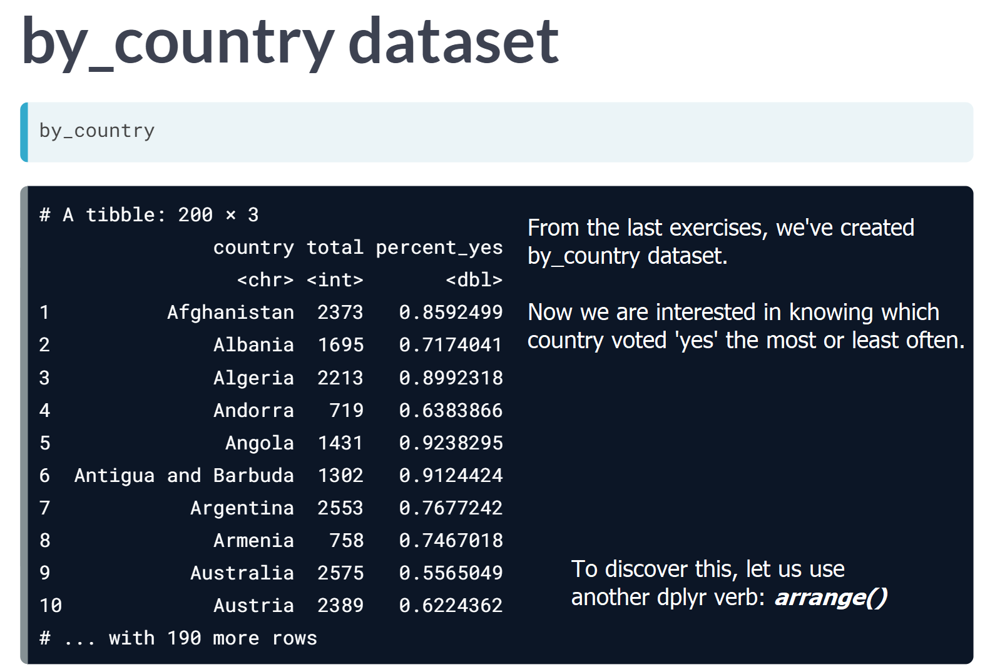 by_country dataset
by_country
# A tibble: 200 × 3
country total percent_yes
<chr> <int> <dbl>
1 Afghanistan 2373 0.8592499
2 Albania 1695 0.7174041
3 Algeria 2213 0.8992318
4 Andorra 719 0.6383866
5 Angola 1431 0.9238295
6 Antigua and Barbuda 1302 0.9124424
7 Argentina 2553 0.7677242
8 Armenia 758 0.7467018
9 Australia 2575 0.5565049
10 Austria 2389 0.6224362
# ... with 190 more rows
From the last exercises, we've created
by_country dataset.
Now we are interested in knowing which
country voted 'yes' the most or least often.
To discover this, let us use
another dplyr verb: arrange()